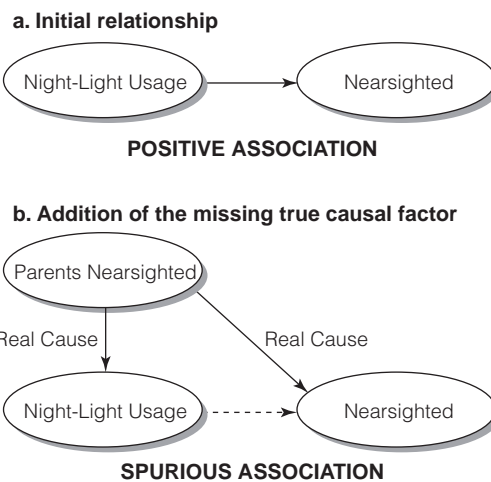 a. Initial relationship
Night-Light Usage
Nearsighted
POSITIVE ASSOCIATION
b. Addition of the missing true causal factor
Parents Nearsighted
Real Cause
Real Cause
Night-Light Usage
Nearsighted
SPURIOUS ASSOCIATION